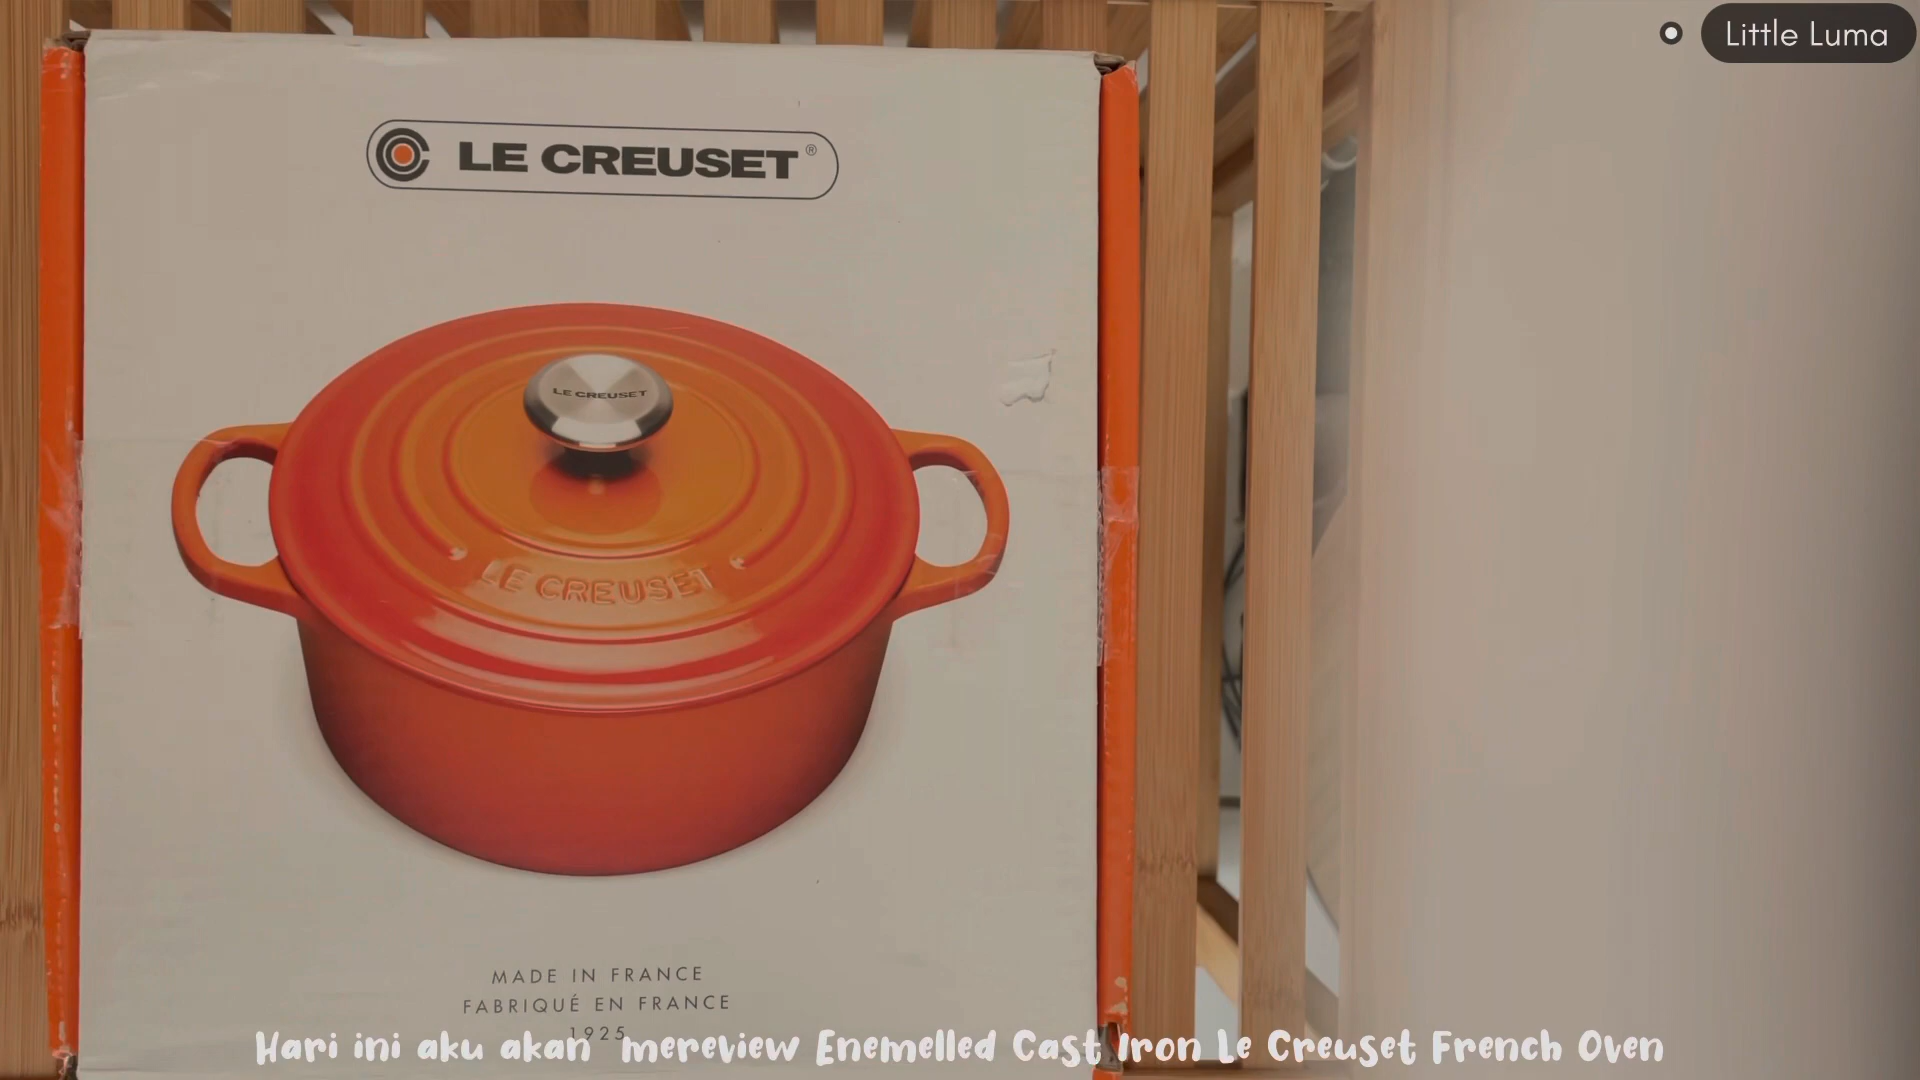 Little Luma
LE CREUSET®
LE CREUSET
LE CREUSET
MADE IN FRANCE
FABRIQUÉ EN FRANCE
1925
Hari ini aku akan mereview Enemelled Cast Iron Le Creuset French Oven